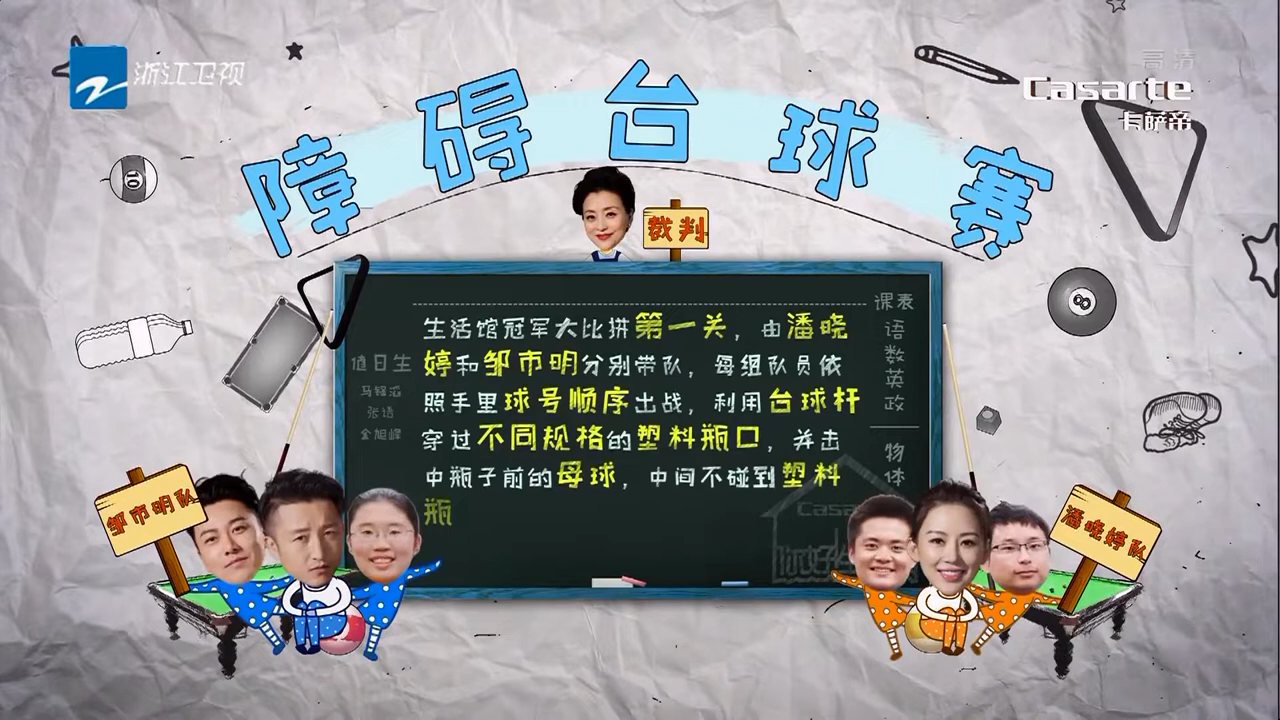 浙江卫视
高清
Casarte
卡萨帝
障碍台球赛
裁判
10
8
生活馆冠军大比拼第一关，由潘晓
婷和邹市明分别带队，每组队员依
照手里球号顺序出战，利用台球杆
穿过不同规格的塑料瓶口，并击
中瓶子前的母球，中间不碰到塑料
瓶
值日生
张语
金旭峰
课表
语
数
英
政
物
体
邹市明队
潘晓婷队